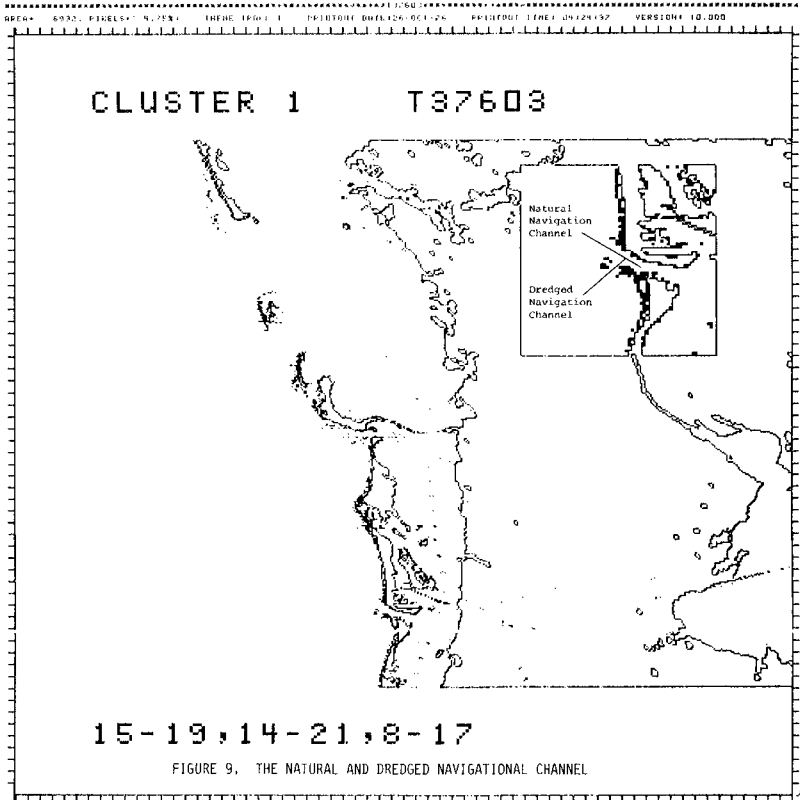 CLUSTER 1 T37603
Natural
Navigation
Channel
Dredged
Navigation
Channel
15-19,14-21,8-17
FIGURE 9. THE NATURAL AND DREDGED NAVIGATIONAL CHANNEL